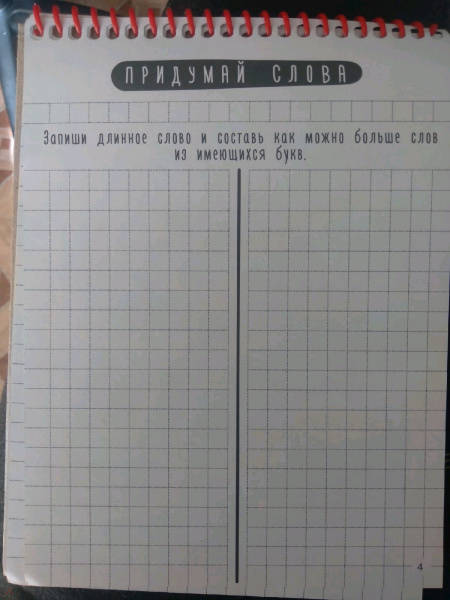 ПРИДУМАЙ СЛОВА
Запиши длинное слово и составь как можно больше слов
из имеющихся букв.
4